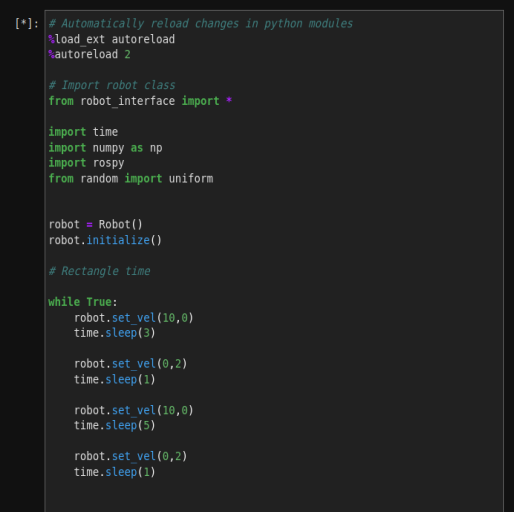 [*]: # Automatically reload changes in python modules
%load_ext autoreload
%autoreload 2
# Import robot class
from robot_interface import *
import time
import numpy as np
import rospy
from random import uniform
robot = Robot()
robot.initialize()
# Rectangle time
while True:
    robot.set_vel(10,0)
    time.sleep(3)
    robot.set_vel(0,2)
    time.sleep(1)
    robot.set_vel(10,0)
    time.sleep(5)
    robot.set_vel(0,2)
    time.sleep(1)